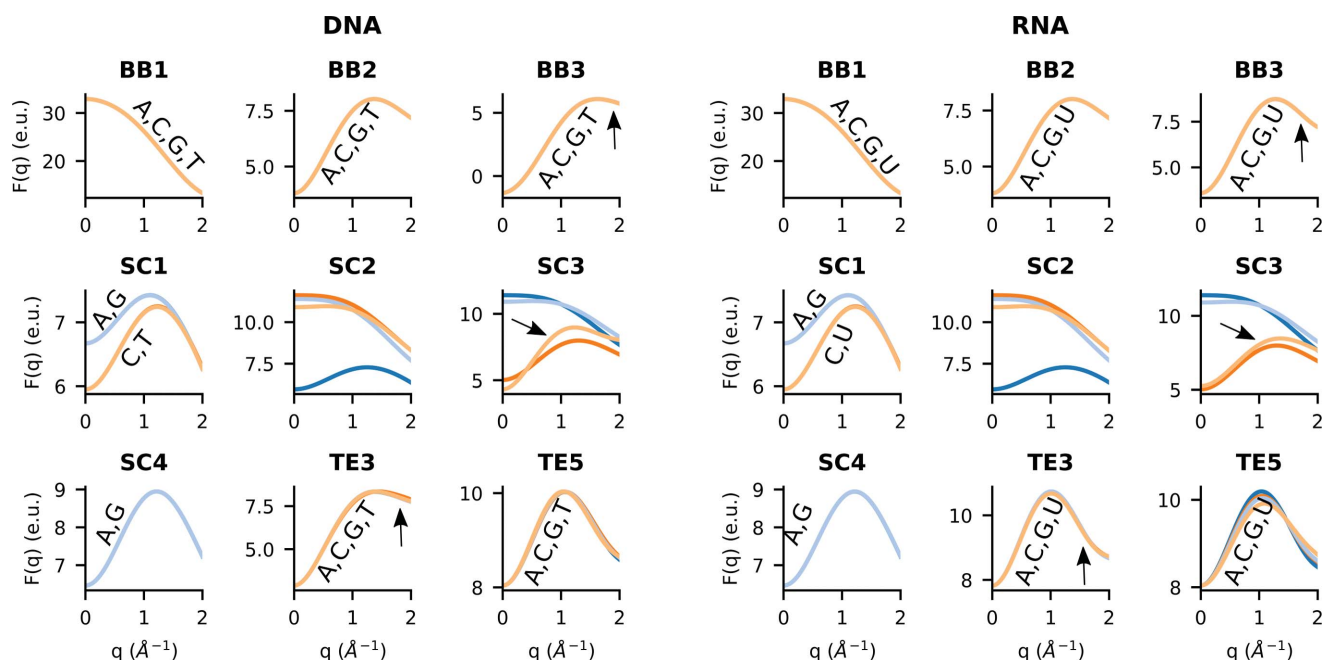 DNA RNA
BB1 BB2 BB3 BB1 BB2 BB3
F(q) (e.u.) 30 20 A,C,G,T 0 1 2
7.5 5.0 A,C,G,T 0 1 2
5 0 A,C,G,T 0 1 2
F(q) (e.u.) 30 20 A,C,G,U 0 1 2
7.5 5.0 A,C,G,U 0 1 2
7.5 5.0 A,C,G,U 0 1 2
SC1 SC2 SC3 SC1 SC2 SC3
F(q) (e.u.) 7 6 A,G C,T 0 1 2
10.0 7.5 0 1 2
10 5 0 1 2
F(q) (e.u.) 7 6 A,G C,U 0 1 2
10.0 7.5 0 1 2
10 5 0 1 2
SC4 TE3 TE5 SC4 TE3 TE5
F(q) (e.u.) 9 8 7 A,G 0 1 2
7.5 5.0 A,C,G,T 0 1 2
10 8 A,C,G,T 0 1 2
F(q) (e.u.) 9 8 7 A,G 0 1 2
10 8 A,C,G,U 0 1 2
10 8 A,C,G,U 0 1 2
q (Å⁻¹) q (Å⁻¹) q (Å⁻¹) q (Å⁻¹) q (Å⁻¹) q (Å⁻¹)